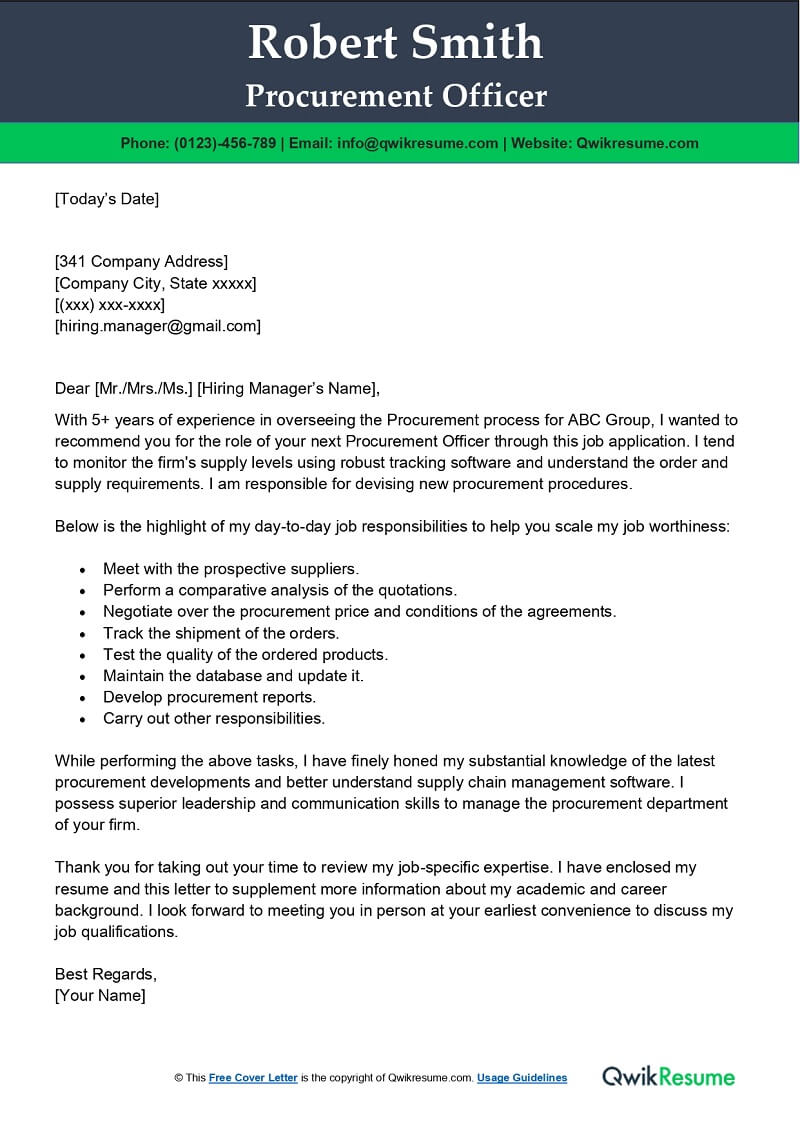 Robert Smith
Procurement Officer
Phone: (0123)-456-789 | Email: info@qwikresume.com | Website: Qwikresume.com
[Today's Date]
[341 Company Address]
[Company City, State xxxxx]
[(xxx) xxx-xxxx]
[hiring.manager@gmail.com]
Dear [Mr./Mrs./Ms.] [Hiring Manager's Name],
With 5+ years of experience in overseeing the Procurement process for ABC Group, I wanted to
recommend you for the role of your next Procurement Officer through this job application. I tend
to monitor the firm's supply levels using robust tracking software and understand the order and
supply requirements. I am responsible for devising new procurement procedures.
Below is the highlight of my day-to-day job responsibilities to help you scale my job worthiness:
• Meet with the prospective suppliers.
• Perform a comparative analysis of the quotations.
• Negotiate over the procurement price and conditions of the agreements.
• Track the shipment of the orders.
• Test the quality of the ordered products.
• Maintain the database and update it.
• Develop procurement reports.
• Carry out other responsibilities.
While performing the above tasks, I have finely honed my substantial knowledge of the latest
procurement developments and better understand supply chain management software. I
possess superior leadership and communication skills to manage the procurement department
of your firm.
Thank you for taking out your time to review my job-specific expertise. I have enclosed my
resume and this letter to supplement more information about my academic and career
background. I look forward to meeting you in person at your earliest convenience to discuss my
job qualifications.
Best Regards,
[Your Name]
© This Free Cover Letter is the copyright of Qwikresume.com. Usage Guidelines
QwikResume